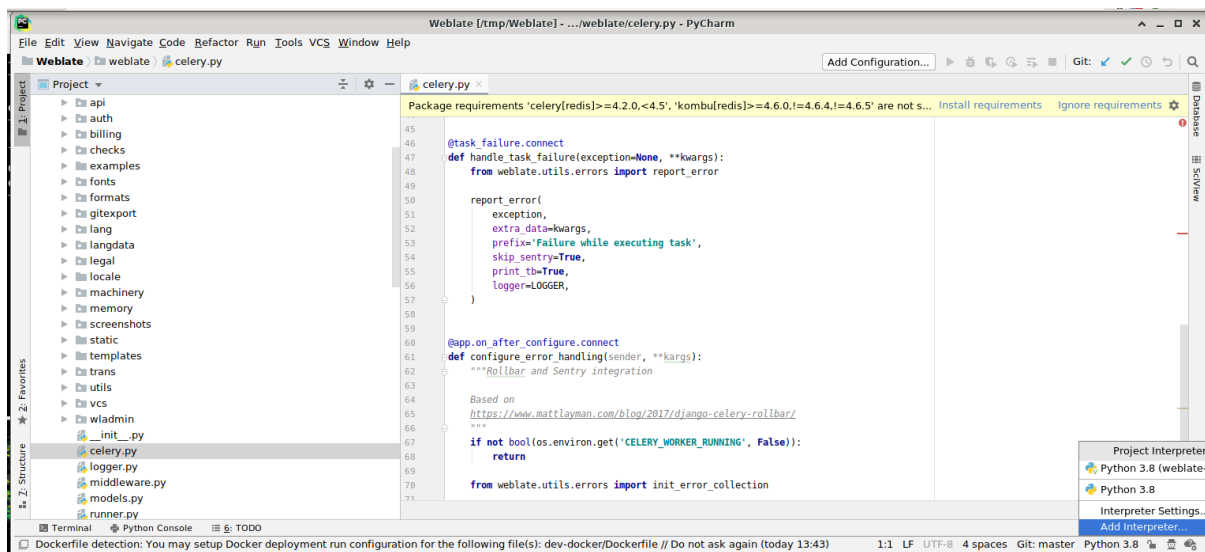 Weblate [/tmp/Weblate] - .../weblate/celery.py - PyCharm
File Edit View Navigate Code Refactor Run Tools VCS Window Help
Weblate weblate celery.py Add Configuration... Git:
1: Project
Project
celery.py
Package requirements 'celery[redis]>=4.2.0,<4.5', 'kombu[redis]>=4.6.0,!=4.6.4,!=4.6.5' are not s... Install requirements Ignore requirements
api
auth
billing
checks
examples
fonts
formats
gitexport
lang
langdata
legal
locale
machinery
memory
screenshots
static
templates
trans
utils
vcs
wladmin
__init__.py
celery.py
logger.py
middleware.py
models.py
runner.py
2: Favorites
7: Structure
45
46 @task_failure.connect
47 def handle_task_failure(exception=None, **kwargs):
48 from weblate.utils.errors import report_error
49
50 report_error(
51 exception,
52 extra_data=kwargs,
53 prefix='Failure while executing task',
54 skip_sentry=True,
55 print_tb=True,
56 logger=LOGGER,
57 )
58
59
60 @app.on_after_configure.connect
61 def configure_error_handling(sender, **kargs):
62 """Rollbar and Sentry integration
63
64 Based on
65 https://www.mattlayman.com/blog/2017/django-celery-rollbar/
66 """
67 if not bool(os.environ.get('CELERY_WORKER_RUNNING', False)):
68 return
69
70 from weblate.utils.errors import init_error_collection
71
Database
SciView
Project Interpreter
Python 3.8 (weblate-
Python 3.8
Interpreter Settings...
Add Interpreter...
Terminal Python Console 6: TODO
Dockerfile detection: You may setup Docker deployment run configuration for the following file(s): dev-docker/Dockerfile // Do not ask again (today 13:43) 1:1 LF UTF-8 4 spaces Git: master Python 3.8